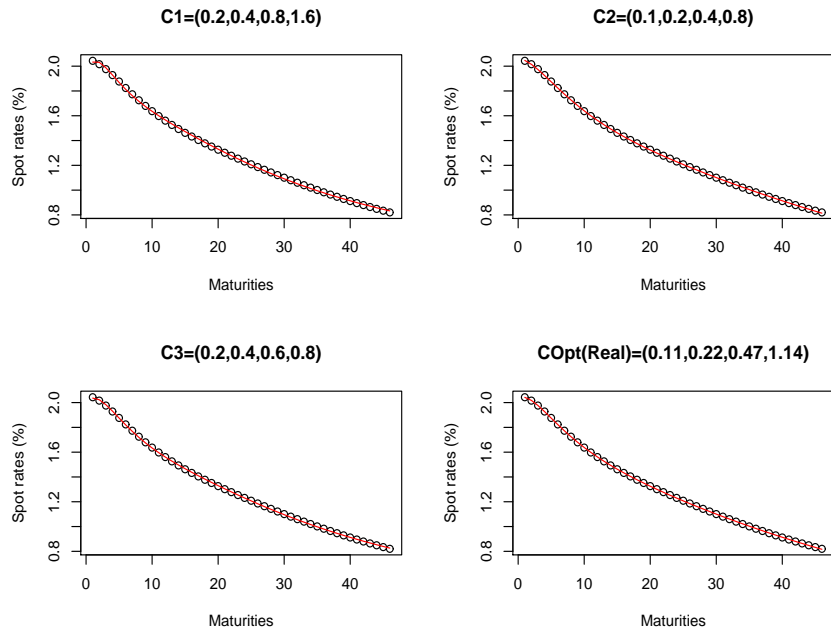 C1=(0.2,0.4,0.8,1.6)
Spot rates (%)
2.0
1.6
1.2
0.8
0 10 20 30 40
Maturities
C2=(0.1,0.2,0.4,0.8)
Spot rates (%)
2.0
1.6
1.2
0.8
0 10 20 30 40
Maturities
C3=(0.2,0.4,0.6,0.8)
Spot rates (%)
2.0
1.6
1.2
0.8
0 10 20 30 40
Maturities
COpt(Real)=(0.11,0.22,0.47,1.14)
Spot rates (%)
2.0
1.6
1.2
0.8
0 10 20 30 40
Maturities